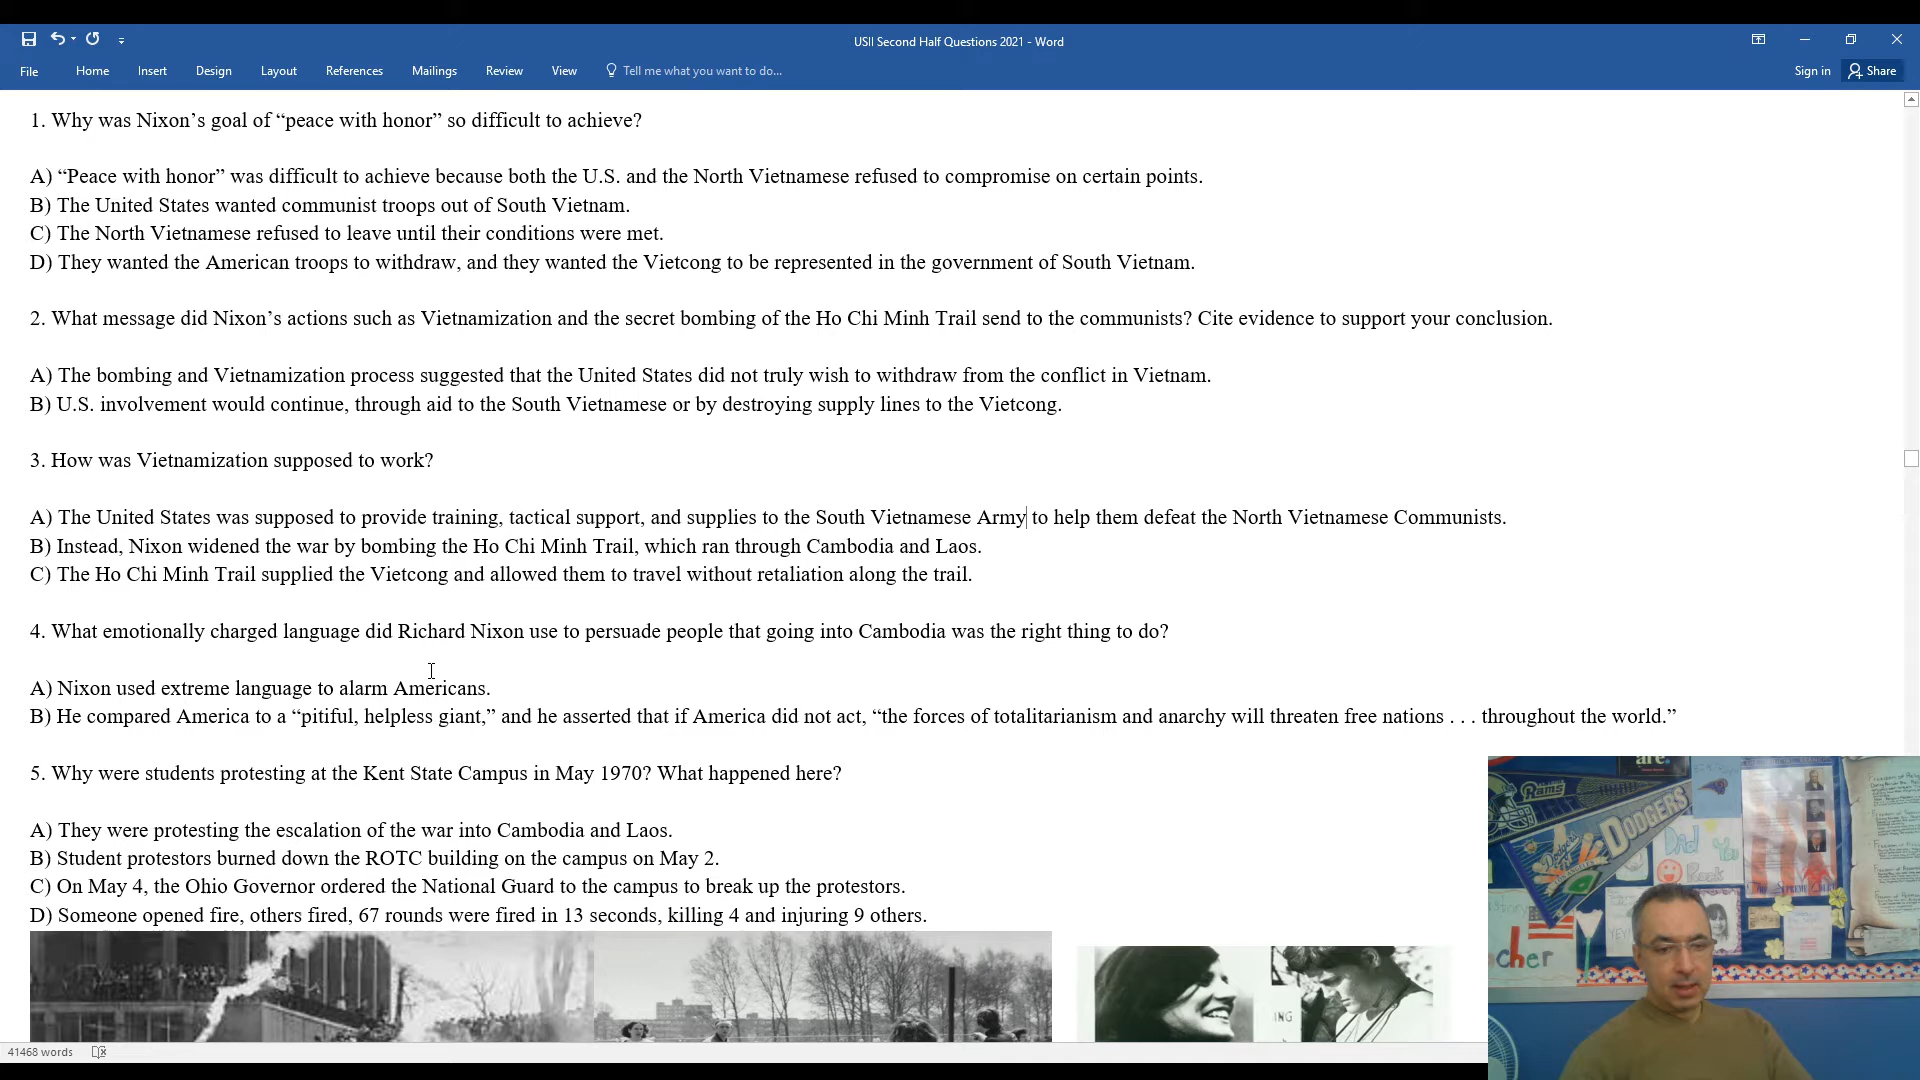 USII Second Half Questions 2021 - Word
File Home Insert Design Layout References Mailings Review View Tell me what you want to do... Sign in Share
1. Why was Nixon’s goal of “peace with honor” so difficult to achieve?
A) “Peace with honor” was difficult to achieve because both the U.S. and the North Vietnamese refused to compromise on certain points.
B) The United States wanted communist troops out of South Vietnam.
C) The North Vietnamese refused to leave until their conditions were met.
D) They wanted the American troops to withdraw, and they wanted the Vietcong to be represented in the government of South Vietnam.
2. What message did Nixon’s actions such as Vietnamization and the secret bombing of the Ho Chi Minh Trail send to the communists? Cite evidence to support your conclusion.
A) The bombing and Vietnamization process suggested that the United States did not truly wish to withdraw from the conflict in Vietnam.
B) U.S. involvement would continue, through aid to the South Vietnamese or by destroying supply lines to the Vietcong.
3. How was Vietnamization supposed to work?
A) The United States was supposed to provide training, tactical support, and supplies to the South Vietnamese Army to help them defeat the North Vietnamese Communists.
B) Instead, Nixon widened the war by bombing the Ho Chi Minh Trail, which ran through Cambodia and Laos.
C) The Ho Chi Minh Trail supplied the Vietcong and allowed them to travel without retaliation along the trail.
4. What emotionally charged language did Richard Nixon use to persuade people that going into Cambodia was the right thing to do?
A) Nixon used extreme language to alarm Americans.
B) He compared America to a “pitiful, helpless giant,” and he asserted that if America did not act, “the forces of totalitarianism and anarchy will threaten free nations . . . throughout the world.”
5. Why were students protesting at the Kent State Campus in May 1970? What happened here?
A) They were protesting the escalation of the war into Cambodia and Laos.
B) Student protestors burned down the ROTC building on the campus on May 2.
C) On May 4, the Ohio Governor ordered the National Guard to the campus to break up the protestors.
D) Someone opened fire, others fired, 67 rounds were fired in 13 seconds, killing 4 and injuring 9 others.
are.
Rams
DODGERS
Dad
You
Rock
ING
cher
41468 words